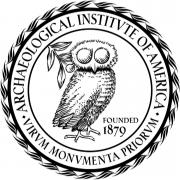 ARCHAEOLOGICAL INSTITVTE OF AMERICA
FOUNDED
1879
VIRVM MONVMENTA PRIORVM